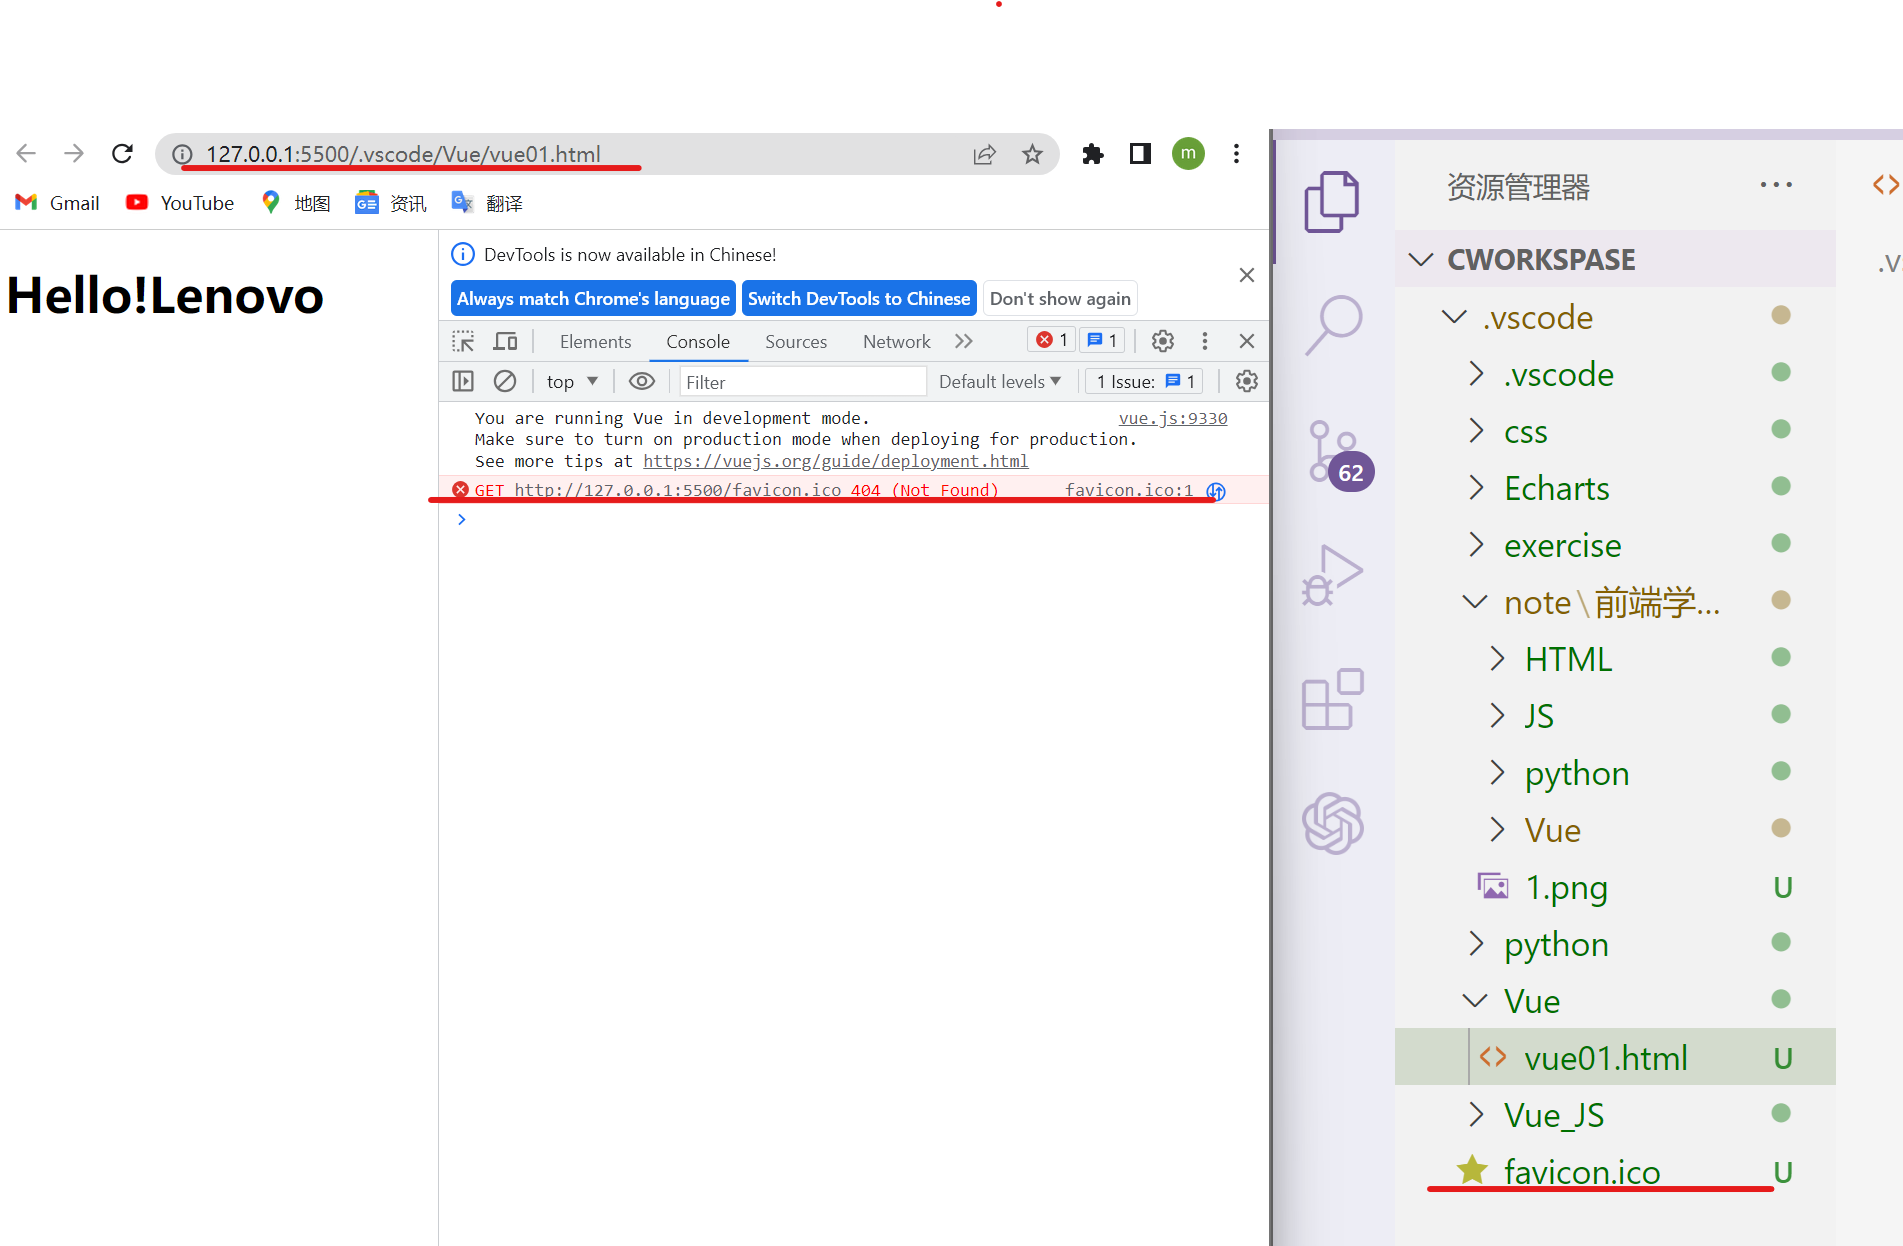 127.0.0.1:5500/.vscode/Vue/vue01.html
m
Gmail YouTube 地图 资讯 翻译
Hello!Lenovo
DevTools is now available in Chinese!
Always match Chrome's language Switch DevTools to Chinese Don't show again
Elements Console Sources Network 1 1
top Filter Default levels 1 Issue: 1
You are running Vue in development mode. vue.js:9330
Make sure to turn on production mode when deploying for production.
See more tips at https://vuejs.org/guide/deployment.html
GET http://127.0.0.1:5500/favicon.ico 404 (Not Found) favicon.ico:1
资源管理器
CWORKSPASE
.vscode
.vscode
css
62
Echarts
exercise
note\前端学...
HTML
JS
python
Vue
1.png U
python
Vue
vue01.html U
Vue_JS
favicon.ico U